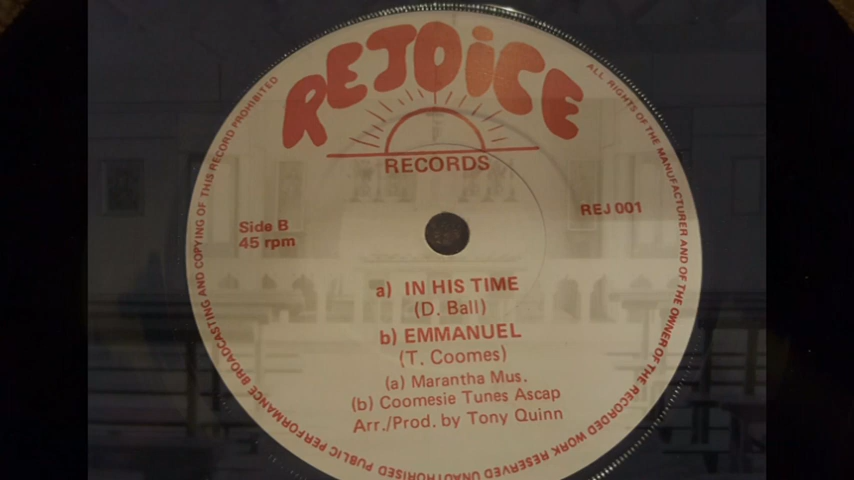 REJOiCE
RECORDS
Side B
45 rpm
REJ 001
a) IN HIS TIME
(D. Ball)
b) EMMANUEL
(T. Coomes)
(a) Marantha Mus.
(b) Coomesie Tunes Ascap
Arr./Prod. by Tony Quinn
ALL RIGHTS OF THE MANUFACTURER AND OF THE OWNER OF THE RECORDED WORK RESERVED UNAUTHORISED PUBLIC PERFORMANCE BROADCASTING AND COPYING OF THIS RECORD PROHIBITED